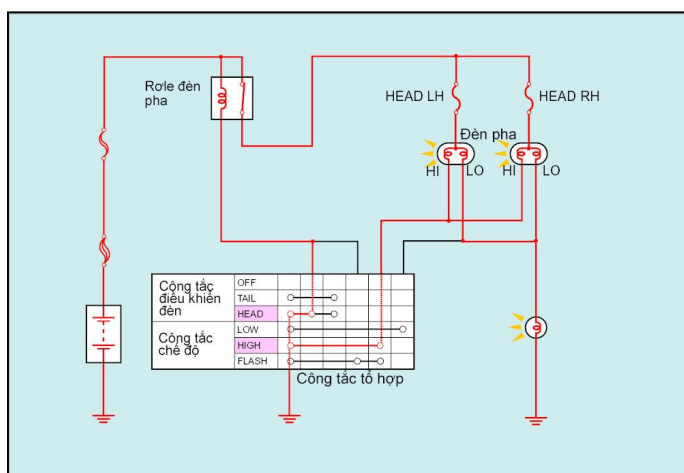 Rơle đèn
pha
HEAD LH
HEAD RH
Đèn pha
HI
LO
HI
LO
Công tắc
điều khiển
đèn
OFF
TAIL
HEAD
Công tắc
chế độ
LOW
HIGH
FLASH
Công tắc tổ hợp